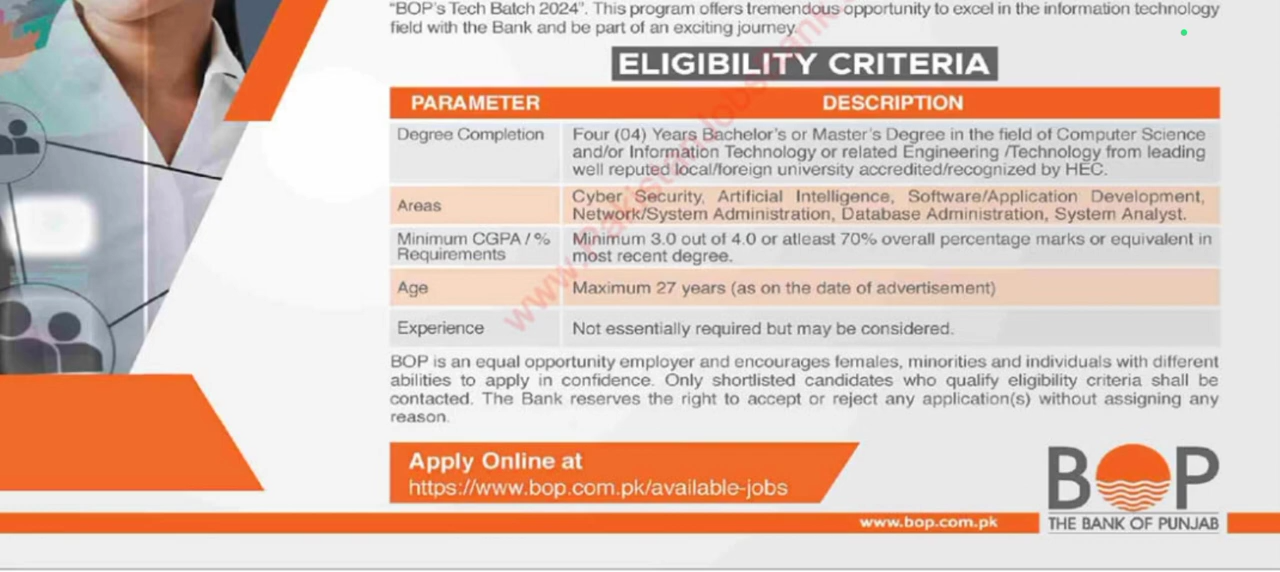 "BOP's Tech Batch 2024". This program offers tremendous opportunity to excel in the information technology
field with the Bank and be part of an exciting journey.
ELIGIBILITY CRITERIA
PARAMETER DESCRIPTION
Degree Completion Four (04) Years Bachelor's or Master's Degree in the field of Computer Science
and/or Information Technology or related Engineering /Technology from leading
well reputed local/foreign university accredited/recognized by HEC.
Areas Cyber Security, Artificial Intelligence, Software/Application Development,
Network/System Administration, Database Administration, System Analyst.
Minimum CGPA / % Minimum 3.0 out of 4.0 or atleast 70% overall percentage marks or equivalent in
Requirements most recent degree.
Age Maximum 27 years (as on the date of advertisement)
Experience Not essentially required but may be considered.
BOP is an equal opportunity employer and encourages females, minorities and individuals with different
abilities to apply in confidence. Only shortlisted candidates who qualify eligibility criteria shall be
contacted. The Bank reserves the right to accept or reject any application(s) without assigning any
reason.
Apply Online at
https://www.bop.com.pk/available-jobs
BOP
www.bop.com.pk THE BANK OF PUNJAB